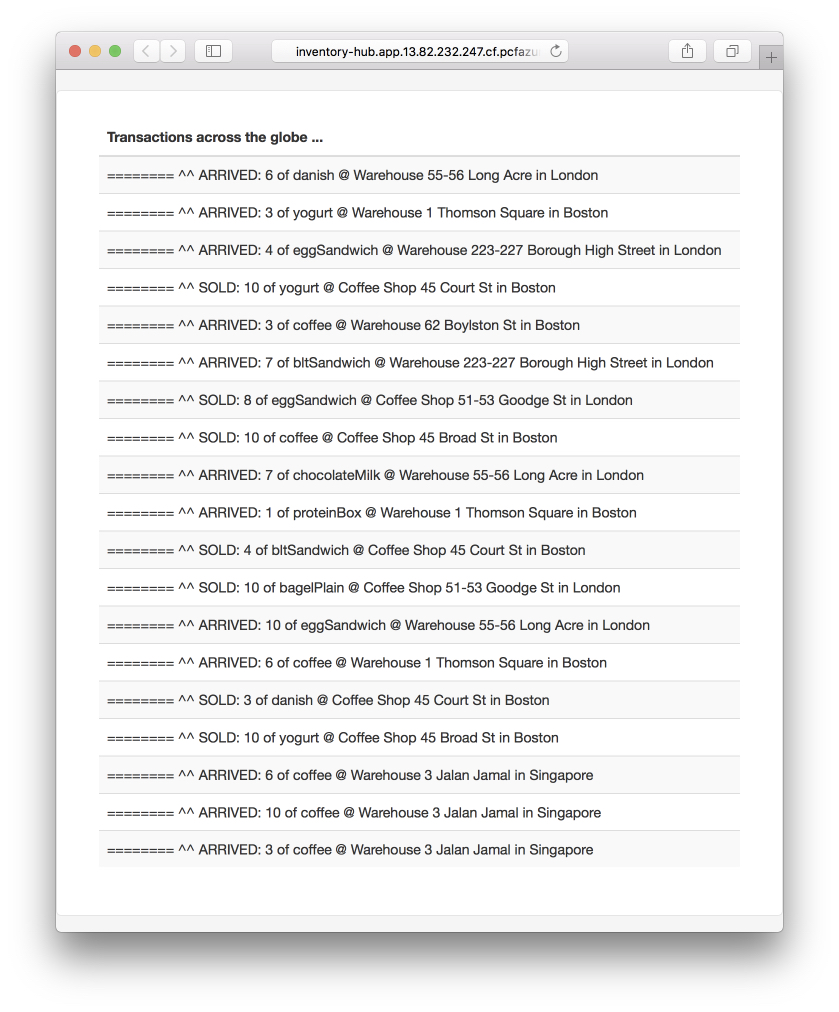 inventory-hub.app.13.82.232.247.cf.pcfazu
Transactions across the globe ...
======== ^^ ARRIVED: 6 of danish @ Warehouse 55-56 Long Acre in London
======== ^^ ARRIVED: 3 of yogurt @ Warehouse 1 Thomson Square in Boston
======== ^^ ARRIVED: 4 of eggSandwich @ Warehouse 223-227 Borough High Street in London
======== ^^ SOLD: 10 of yogurt @ Coffee Shop 45 Court St in Boston
======== ^^ ARRIVED: 3 of coffee @ Warehouse 62 Boylston St in Boston
======== ^^ ARRIVED: 7 of bltSandwich @ Warehouse 223-227 Borough High Street in London
======== ^^ SOLD: 8 of eggSandwich @ Coffee Shop 51-53 Goodge St in London
======== ^^ SOLD: 10 of coffee @ Coffee Shop 45 Broad St in Boston
======== ^^ ARRIVED: 7 of chocolateMilk @ Warehouse 55-56 Long Acre in London
======== ^^ ARRIVED: 1 of proteinBox @ Warehouse 1 Thomson Square in Boston
======== ^^ SOLD: 4 of bltSandwich @ Coffee Shop 45 Court St in Boston
======== ^^ SOLD: 10 of bagelPlain @ Coffee Shop 51-53 Goodge St in London
======== ^^ ARRIVED: 10 of eggSandwich @ Warehouse 55-56 Long Acre in London
======== ^^ ARRIVED: 6 of coffee @ Warehouse 1 Thomson Square in Boston
======== ^^ SOLD: 3 of danish @ Coffee Shop 45 Court St in Boston
======== ^^ SOLD: 10 of yogurt @ Coffee Shop 45 Broad St in Boston
======== ^^ ARRIVED: 6 of coffee @ Warehouse 3 Jalan Jamal in Singapore
======== ^^ ARRIVED: 10 of coffee @ Warehouse 3 Jalan Jamal in Singapore
======== ^^ ARRIVED: 3 of coffee @ Warehouse 3 Jalan Jamal in Singapore